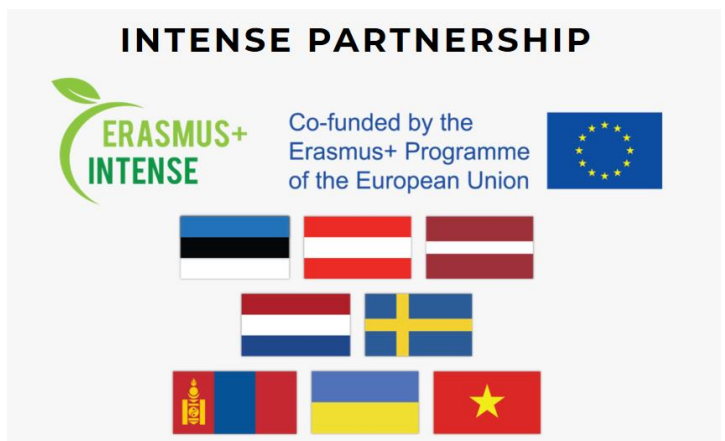 INTENSE PARTNERSHIP
ERASMUS+
INTENSE
Co-funded by the
Erasmus+ Programme
of the European Union